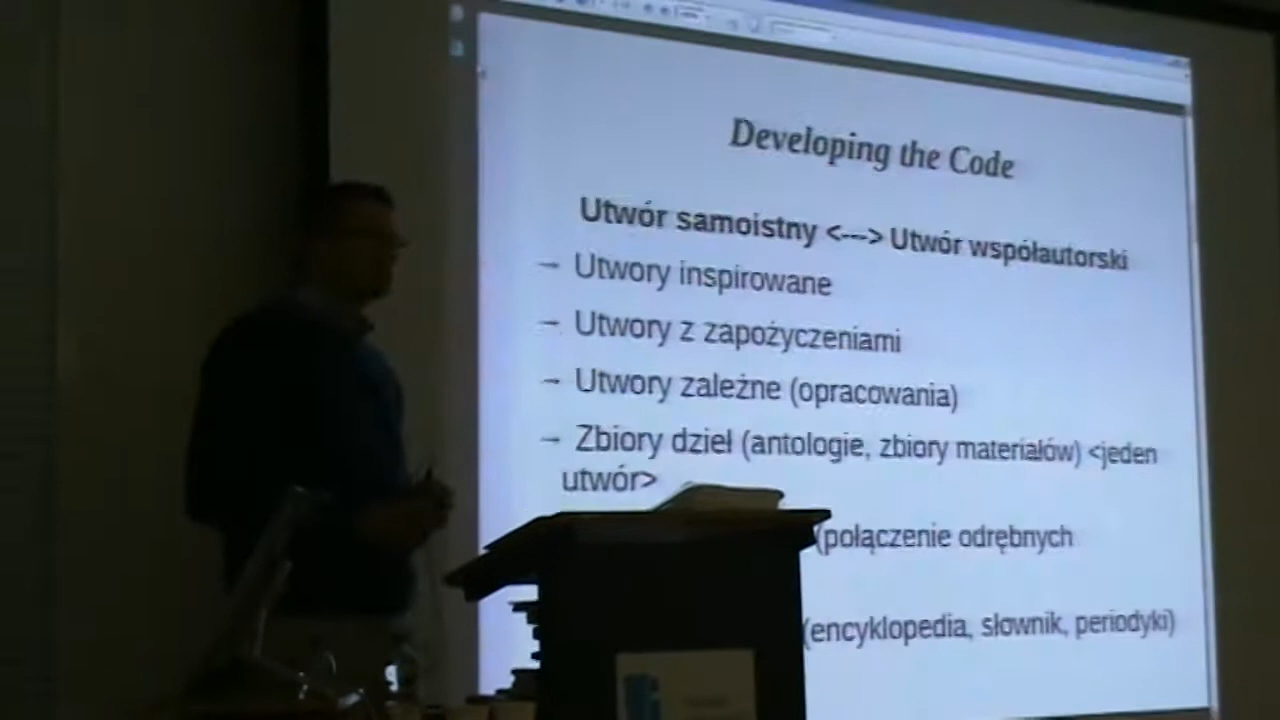 Developing the Code
Utwór samoistny <---> Utwór współautorski
→ Utwory inspirowane
→ Utwory z zapożyczeniami
→ Utwory zależne (opracowania)
→ Zbiory dzieł (antologie, zbiory materiałów) <jeden
utwór>
(połączenie odrębnych
(encyklopedia, słownik, periodyki)